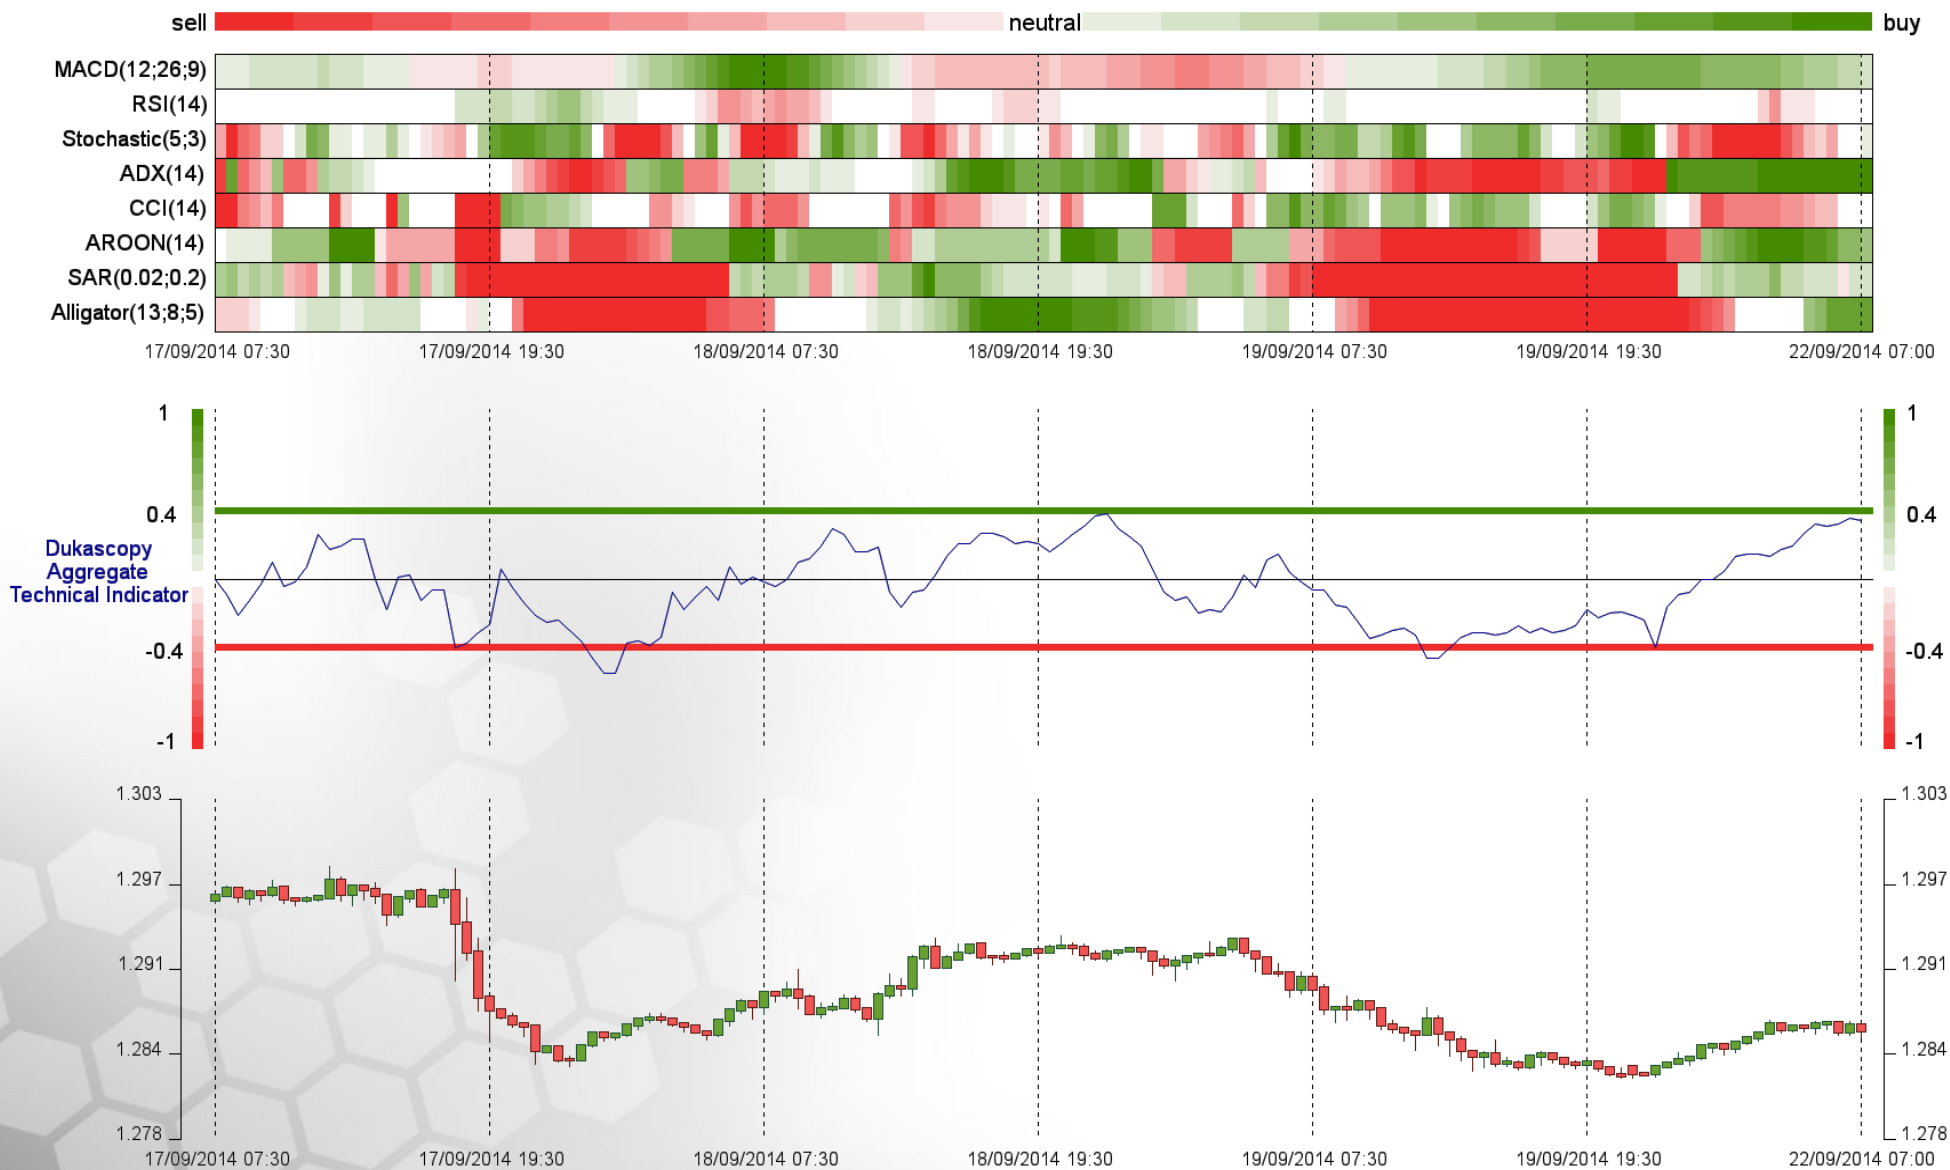 sell neutral buy
MACD(12;26;9)
RSI(14)
Stochastic(5;3)
ADX(14)
CCI(14)
AROON(14)
SAR(0.02;0.2)
Alligator(13;8;5)
17/09/2014 07:30 17/09/2014 19:30 18/09/2014 07:30 18/09/2014 19:30 19/09/2014 07:30 19/09/2014 19:30 22/09/2014 07:00
1 1
0.4 0.4
Dukascopy
Aggregate
Technical Indicator
-0.4 -0.4
-1 -1
1.303 1.303
1.297 1.297
1.291 1.291
1.284 1.284
1.278 1.278
17/09/2014 07:30 17/09/2014 19:30 18/09/2014 07:30 18/09/2014 19:30 19/09/2014 07:30 19/09/2014 19:30 22/09/2014 07:00